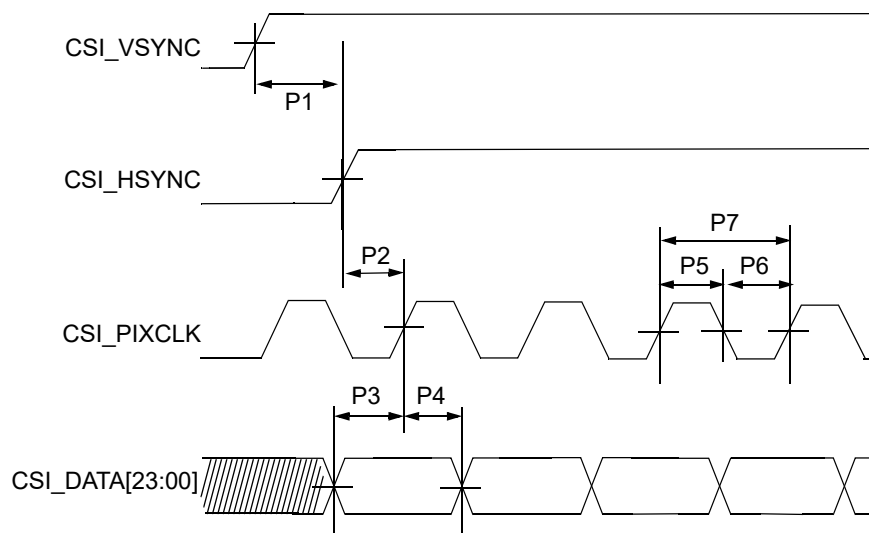 CSI_VSYNC
P1
CSI_HSYNC
P7
P2
P5 P6
CSI_PIXCLK
P3 P4
CSI_DATA[23:00]